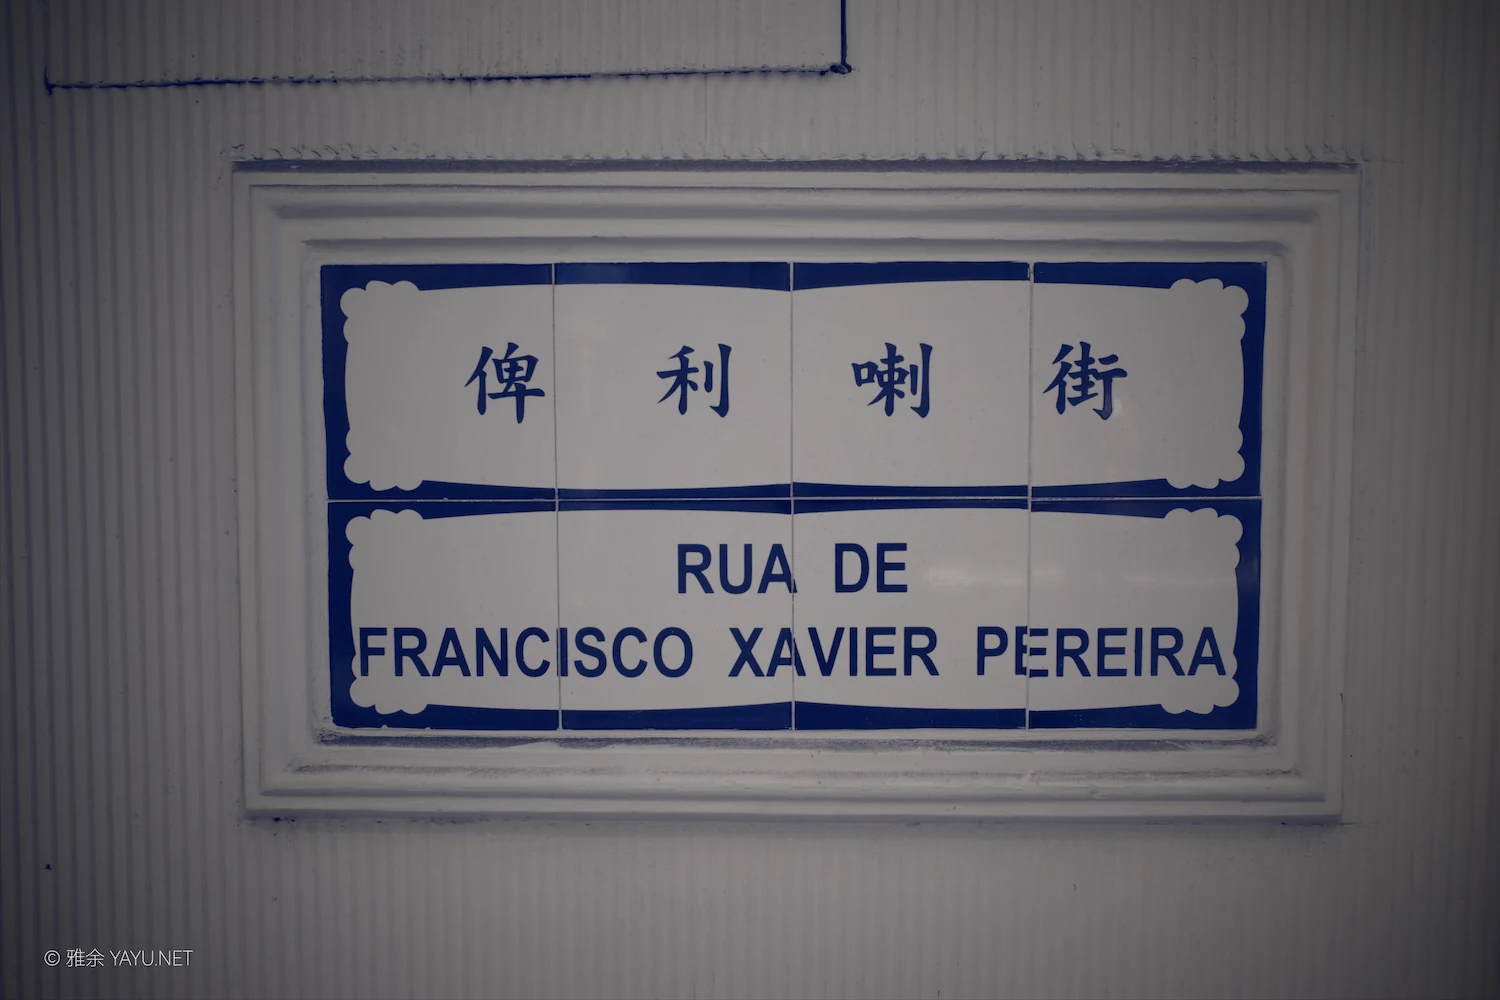 俾利喇街
RUA DE
FRANCISCO XAVIER PEREIRA
© 雅余 YAYU.NET